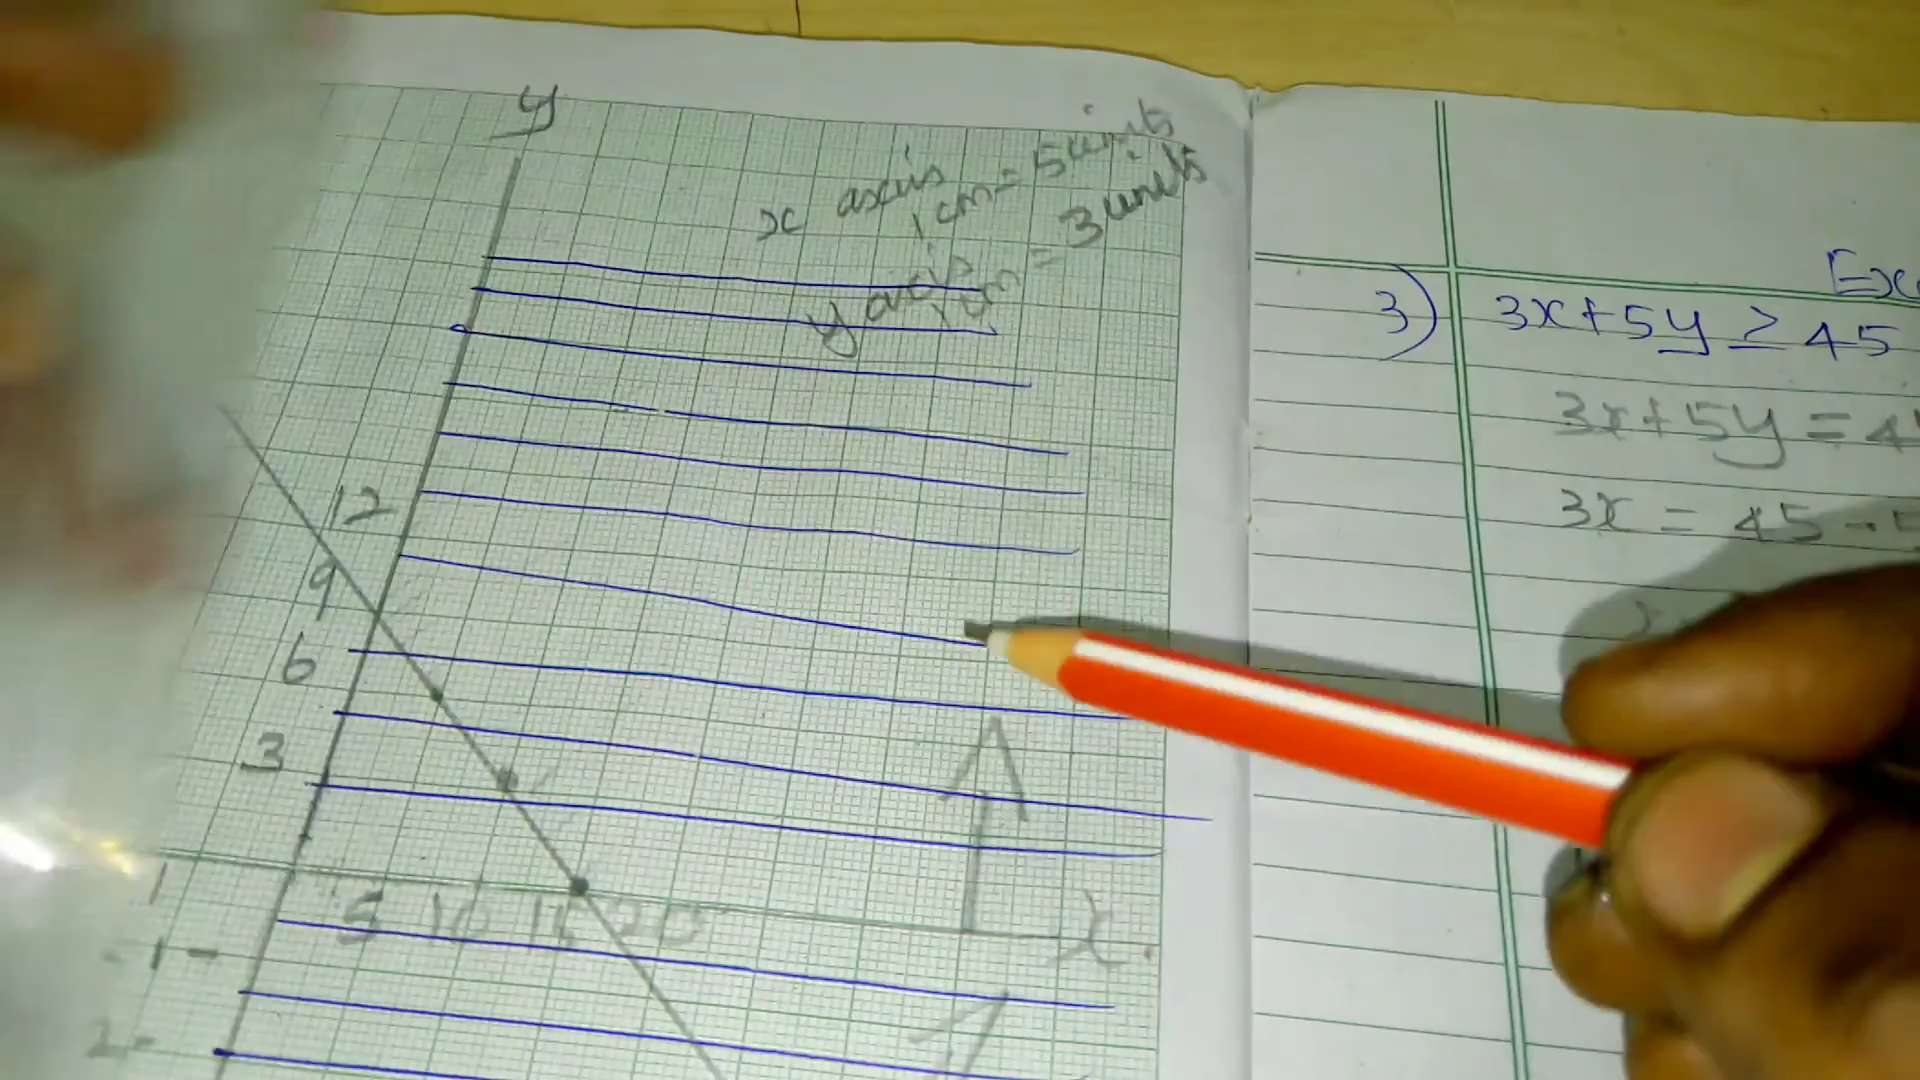 y
x axis
1 cm = 5 units
y axis
1 cm = 3 units
12
9
6
3
5 10 15 20
x
-1
3) 3x+5y ≥ 45
3x+5y = 4
3x = 45 -